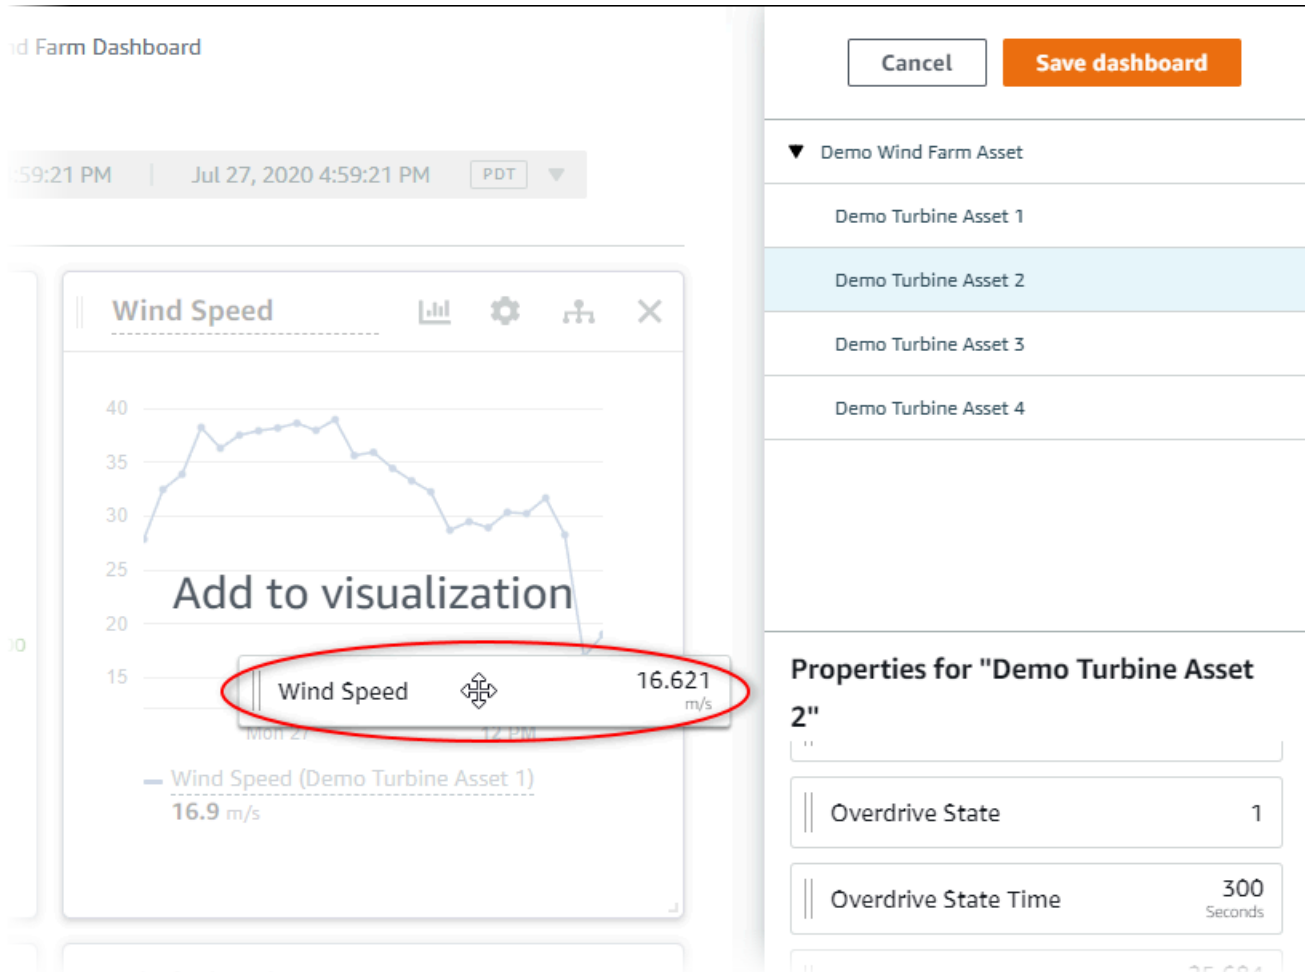 nd Farm Dashboard
:59:21 PM Jul 27, 2020 4:59:21 PM PDT
Wind Speed
40
35
30
25
20
15
Add to visualization
Wind Speed 16.621
m/s
Mon 27 12 PM
Wind Speed (Demo Turbine Asset 1)
16.9 m/s
Cancel Save dashboard
Demo Wind Farm Asset
Demo Turbine Asset 1
Demo Turbine Asset 2
Demo Turbine Asset 3
Demo Turbine Asset 4
Properties for "Demo Turbine Asset
2"
Overdrive State 1
Overdrive State Time 300
Seconds